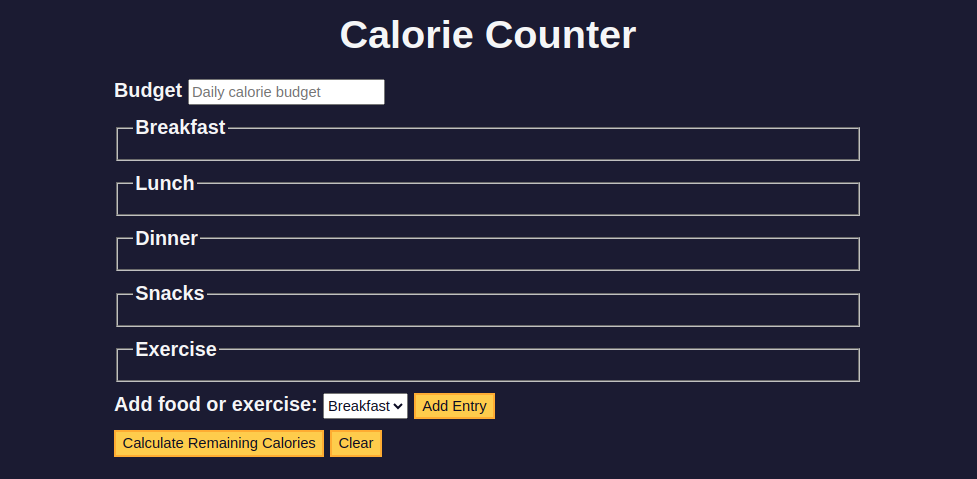 Calorie Counter
Budget Daily calorie budget
Breakfast
Lunch
Dinner
Snacks
Exercise
Add food or exercise: Breakfast Add Entry
Calculate Remaining Calories Clear